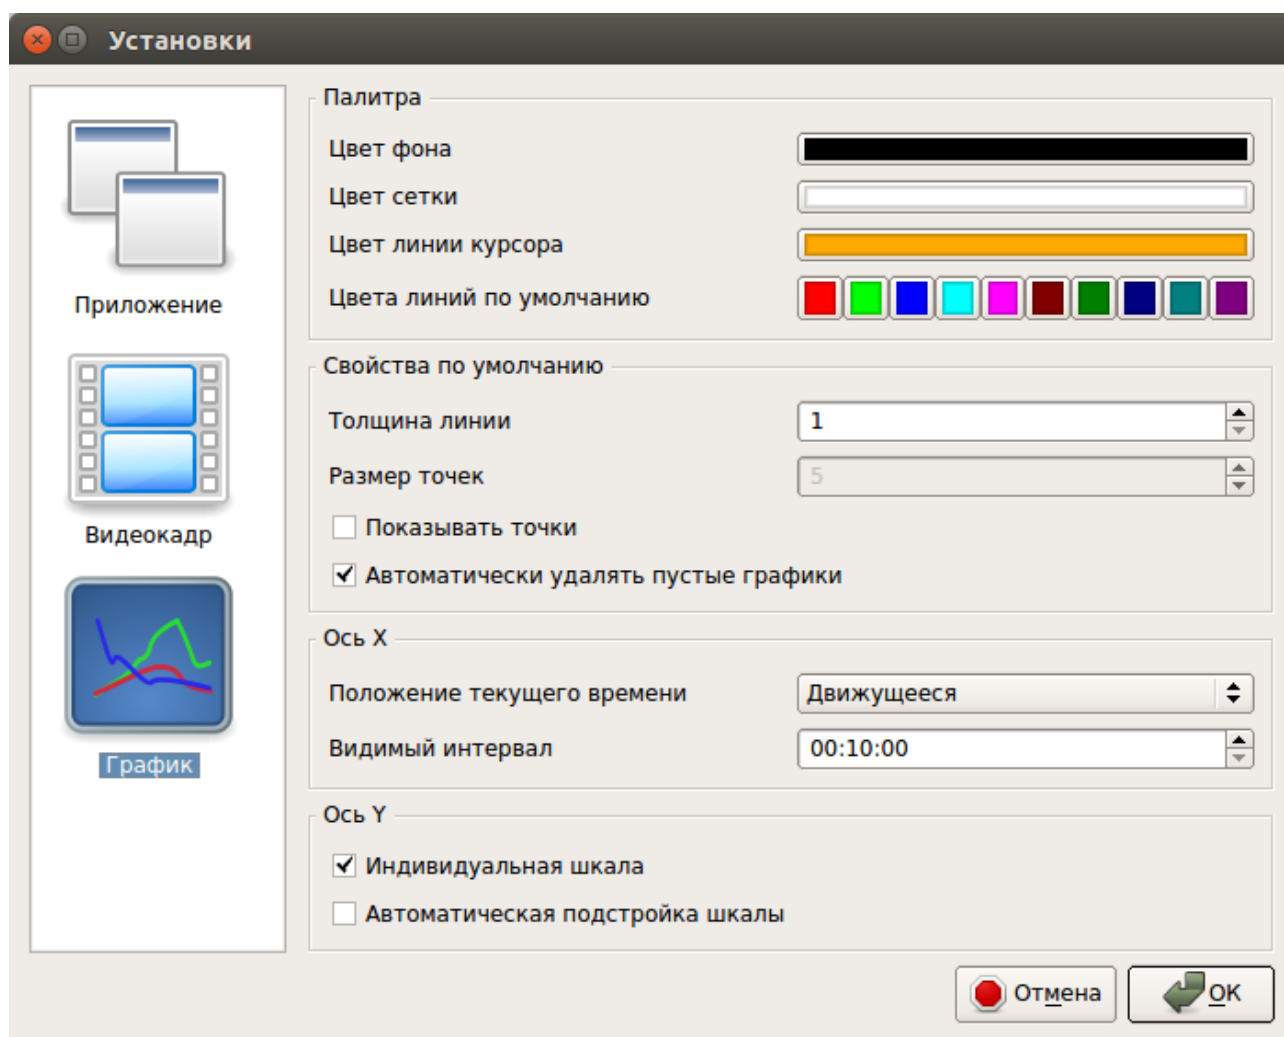 Установки
Приложение
Видеокадр
График
Палитра
Цвет фона
Цвет сетки
Цвет линии курсора
Цвета линий по умолчанию
Свойства по умолчанию
Толщина линии 1
Размер точек 5
Показывать точки
Автоматически удалять пустые графики
Ось X
Положение текущего времени Движущееся
Видимый интервал 00:10:00
Ось Y
Индивидуальная шкала
Автоматическая подстройка шкалы
Отмена OK